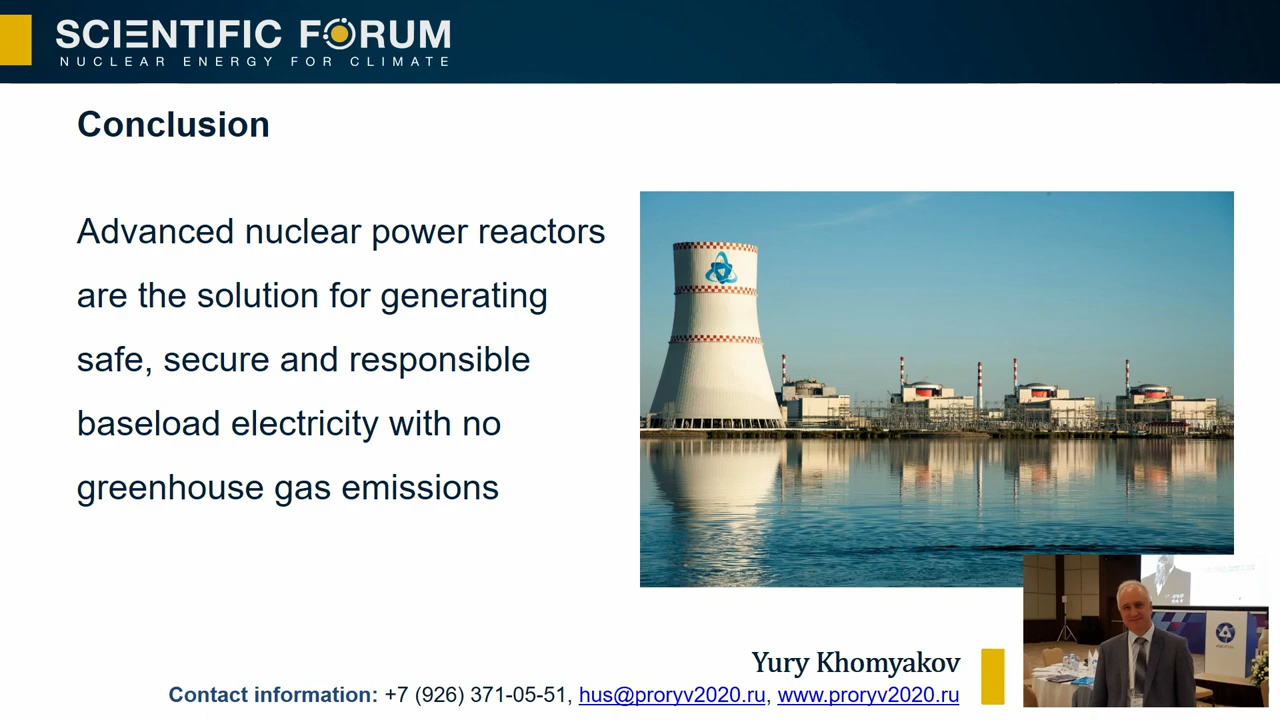 SCIENTIFIC FORUM
NUCLEAR ENERGY FOR CLIMATE
Conclusion
Advanced nuclear power reactors
are the solution for generating
safe, secure and responsible
baseload electricity with no
greenhouse gas emissions
Yury Khomyakov
Contact information: +7 (926) 371-05-51, hus@proryv2020.ru, www.proryv2020.ru